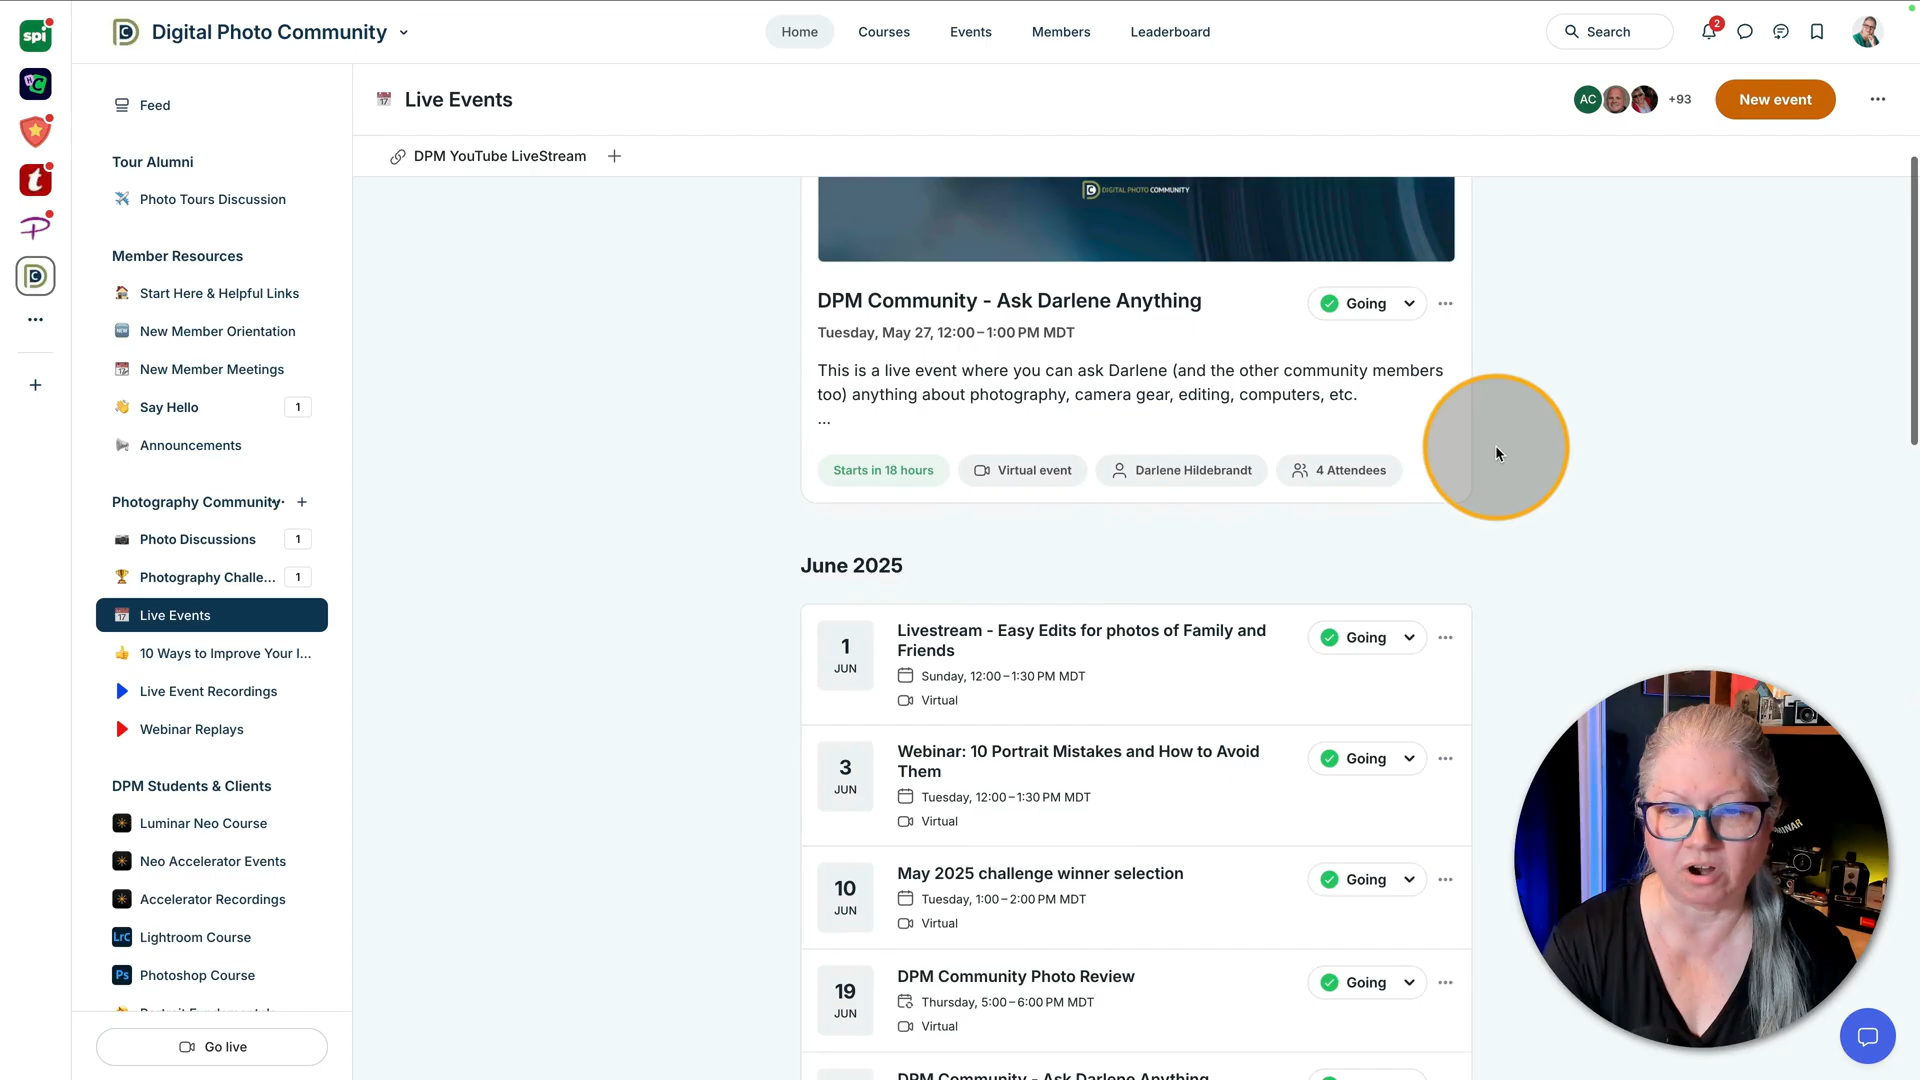 spi
Digital Photo Community
Home
Courses
Events
Members
Leaderboard
Search
2
Feed
Tour Alumni
Photo Tours Discussion
Member Resources
Start Here & Helpful Links
New Member Orientation
New Member Meetings
Say Hello
1
Announcements
Photography Community
Photo Discussions
1
Photography Challe...
1
Live Events
10 Ways to Improve Your I...
Live Event Recordings
Webinar Replays
DPM Students & Clients
Luminar Neo Course
Neo Accelerator Events
Accelerator Recordings
LrC Lightroom Course
Ps Photoshop Course
Go live
Live Events
AC
+93
New event
DPM YouTube LiveStream
DIGITAL PHOTO COMMUNITY
DPM Community - Ask Darlene Anything
Going
Tuesday, May 27, 12:00 – 1:00 PM MDT
This is a live event where you can ask Darlene (and the other community members
too) anything about photography, camera gear, editing, computers, etc.
...
Starts in 18 hours
Virtual event
Darlene Hildebrandt
4 Attendees
June 2025
1
JUN
Livestream - Easy Edits for photos of Family and
Friends
Sunday, 12:00 – 1:30 PM MDT
Virtual
Going
3
JUN
Webinar: 10 Portrait Mistakes and How to Avoid
Them
Tuesday, 12:00 – 1:30 PM MDT
Virtual
Going
10
JUN
May 2025 challenge winner selection
Tuesday, 1:00 – 2:00 PM MDT
Virtual
Going
19
JUN
DPM Community Photo Review
Thursday, 5:00 – 6:00 PM MDT
Virtual
Going
DPM Community - Ask Darlene Anything